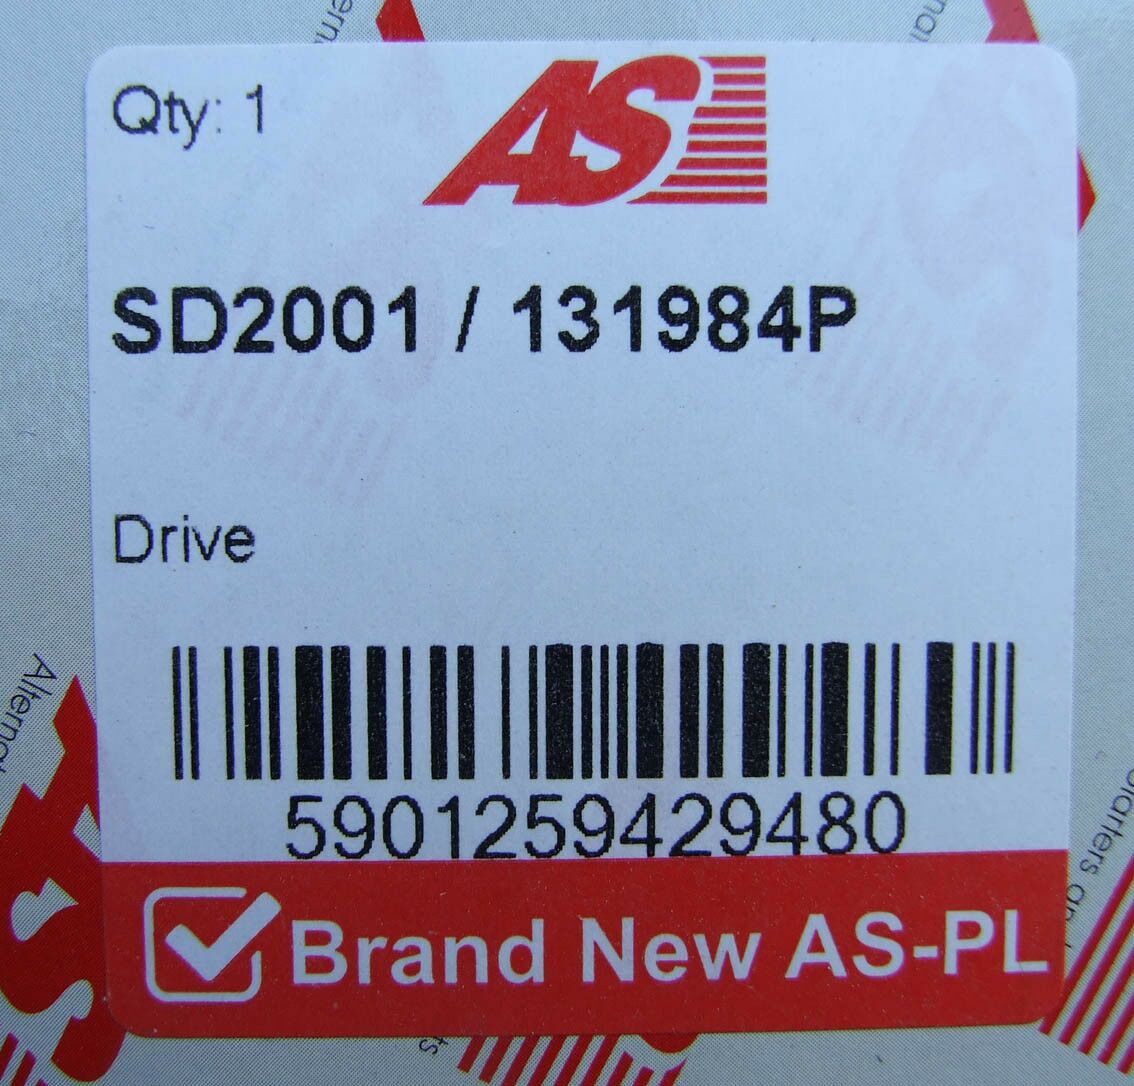 Qty: 1
AS
SD2001 / 131984P
Drive
5901259429480
Brand New AS-PL